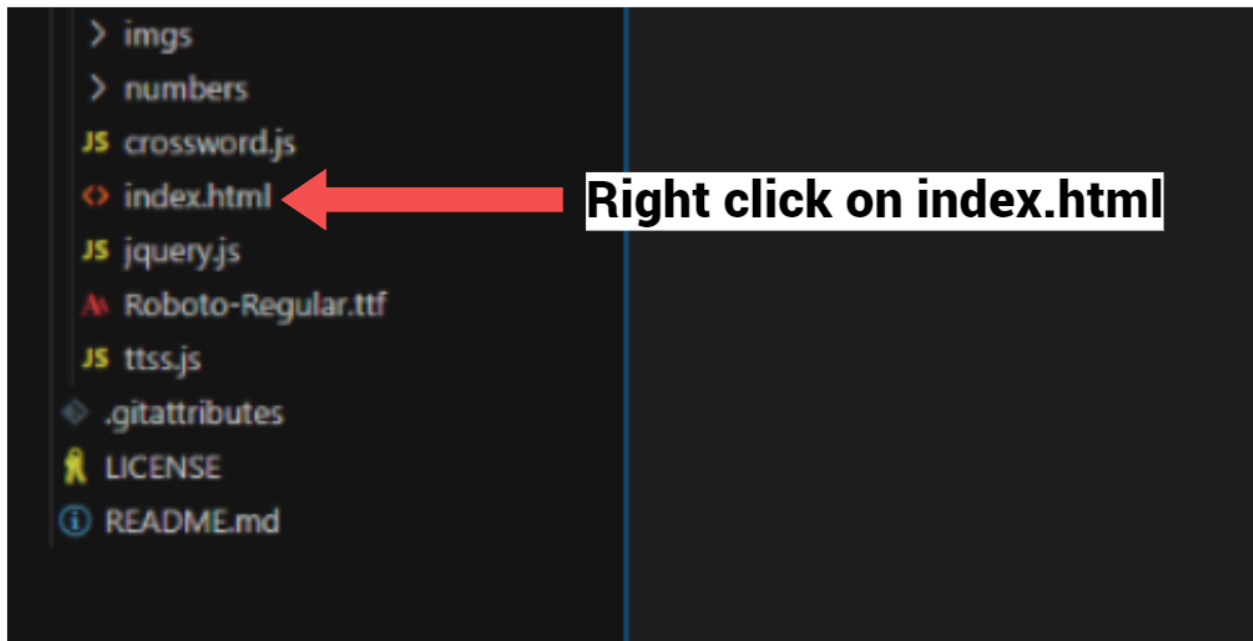 imgs
numbers
JS crossword.js
<> index.html
Right click on index.html
JS jquery.js
Roboto-Regular.ttf
JS ttss.js
.gitattributes
LICENSE
README.md